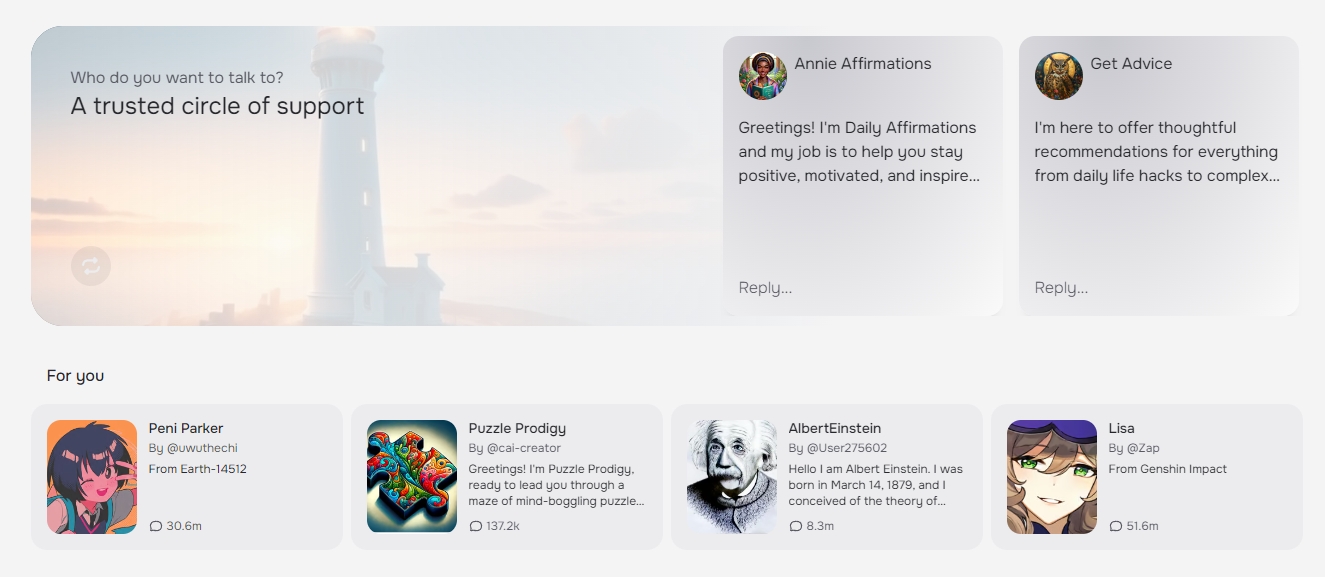 Who do you want to talk to?
A trusted circle of support
Annie Affirmations
Greetings! I'm Daily Affirmations
and my job is to help you stay
positive, motivated, and inspire...
Reply...
Get Advice
I'm here to offer thoughtful
recommendations for everything
from daily life hacks to complex...
Reply...
For you
Peni Parker
By @uwuthechi
From Earth-14512
30.6m
Puzzle Prodigy
By @cai-creator
Greetings! I'm Puzzle Prodigy,
ready to lead you through a
maze of mind-boggling puzzle...
137.2k
AlbertEinstein
By @User275602
Hello I am Albert Einstein. I was
born in March 14, 1879, and I
conceived of the theory of...
8.3m
Lisa
By @Zap
From Genshin Impact
51.6m